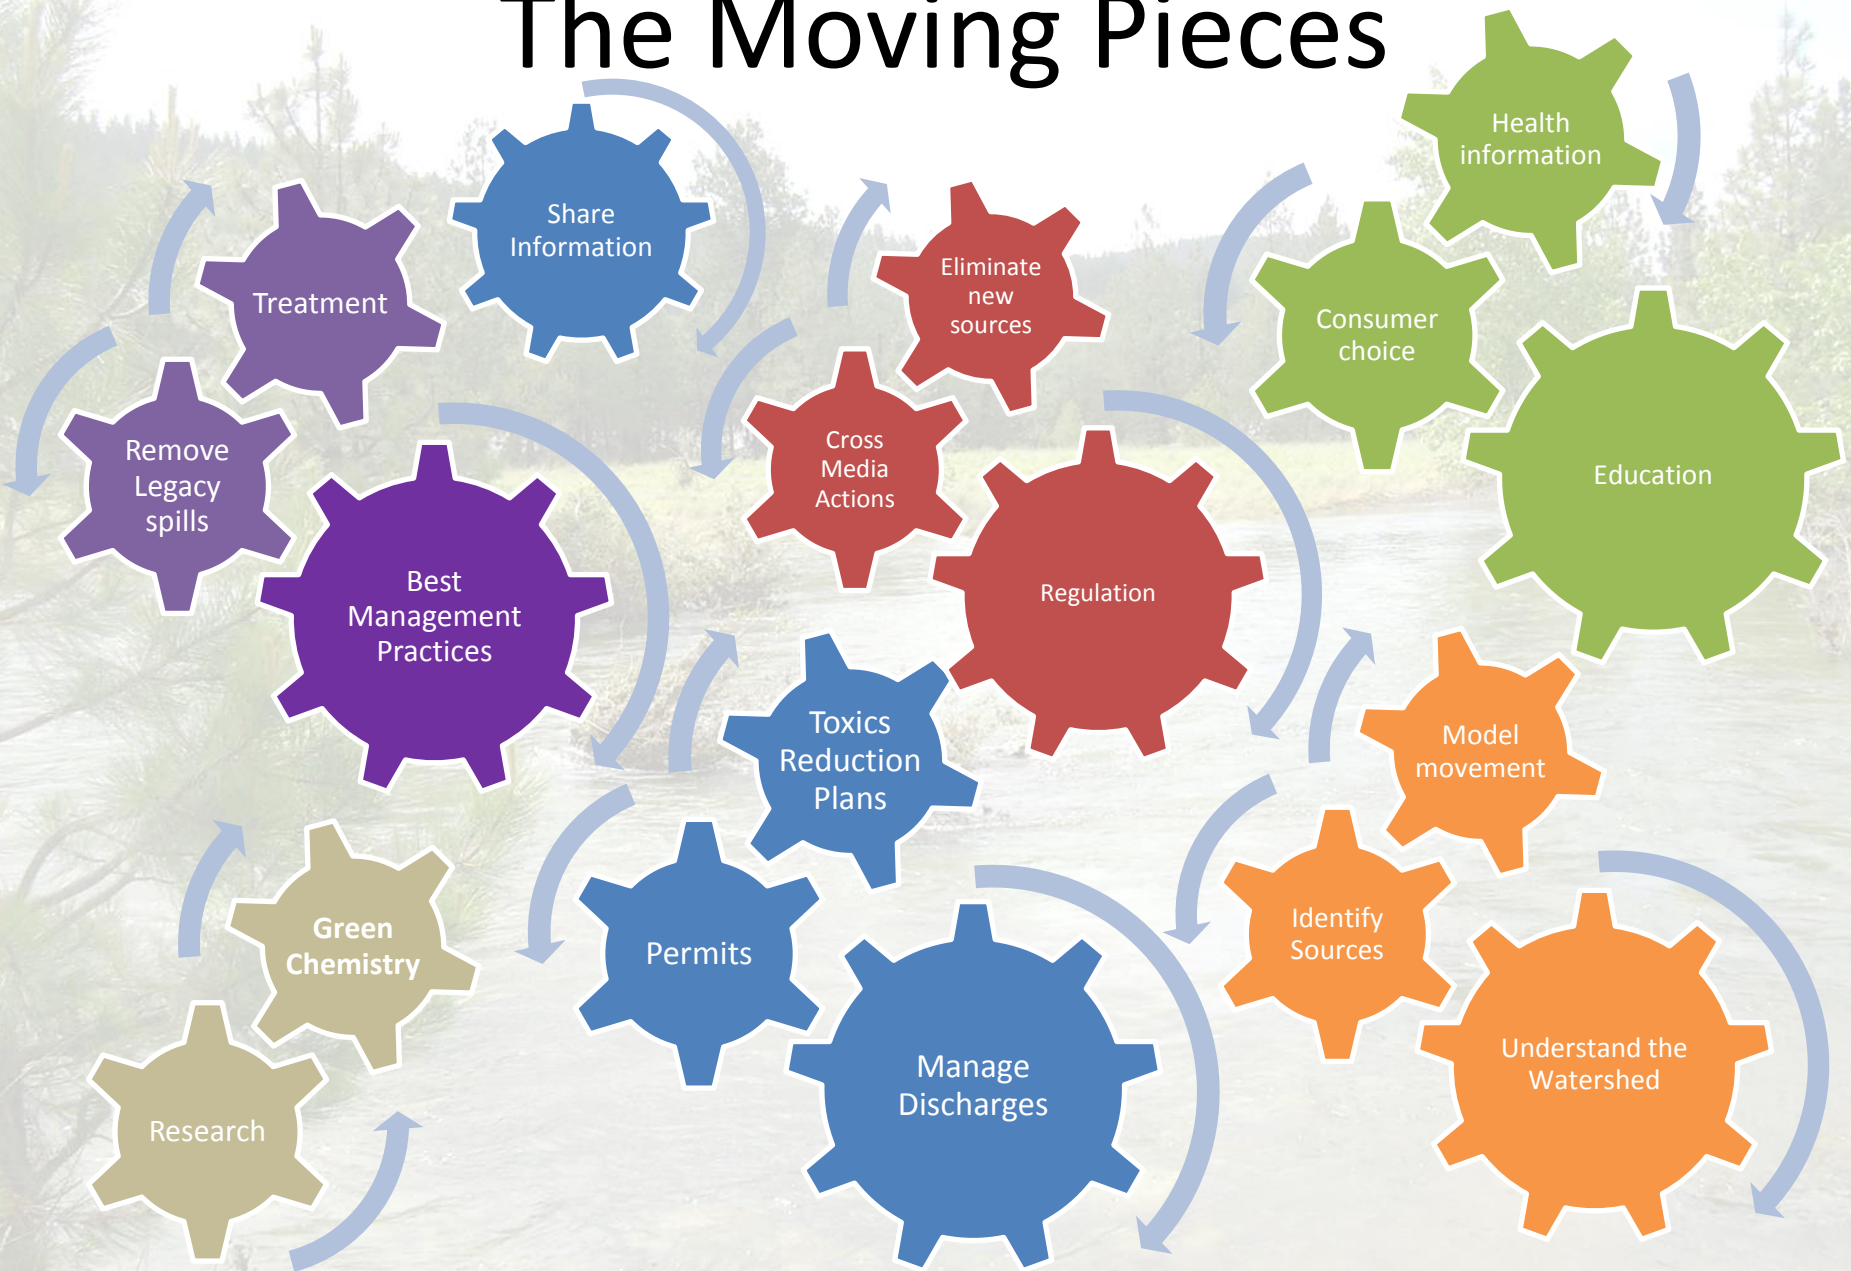 The Moving Pieces
Health
information
Share
Information
Treatment
Eliminate
new
sources
Consumer
choice
Remove
Legacy
spills
Cross
Media
Actions
Education
Best
Management
Practices
Regulation
Toxics
Reduction
Plans
Model
movement
Green
Chemistry
Permits
Identify
Sources
Research
Manage
Discharges
Understand the
Watershed